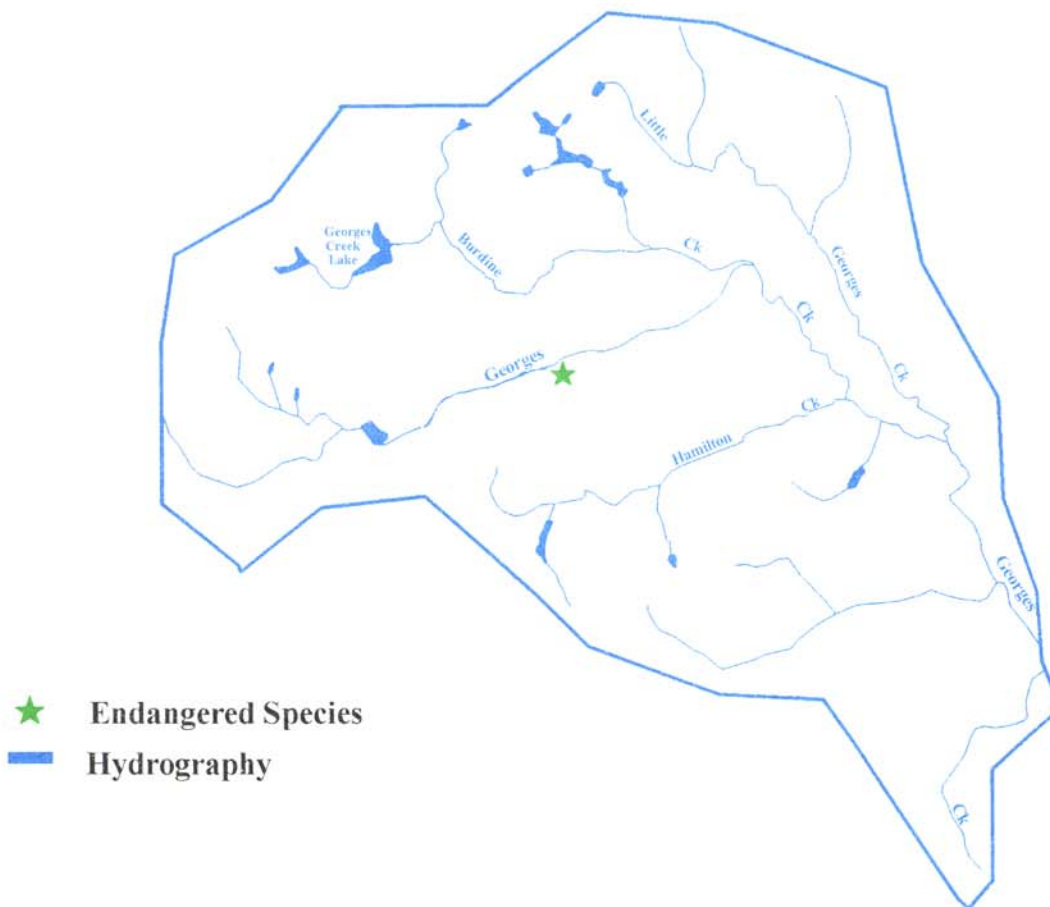 Little
Georges
Creek
Lake
Burdine
Ck
Georges
Ck
Georges
Ck
Ck
Hamilton
Georges
Ck
Endangered Species
Hydrography